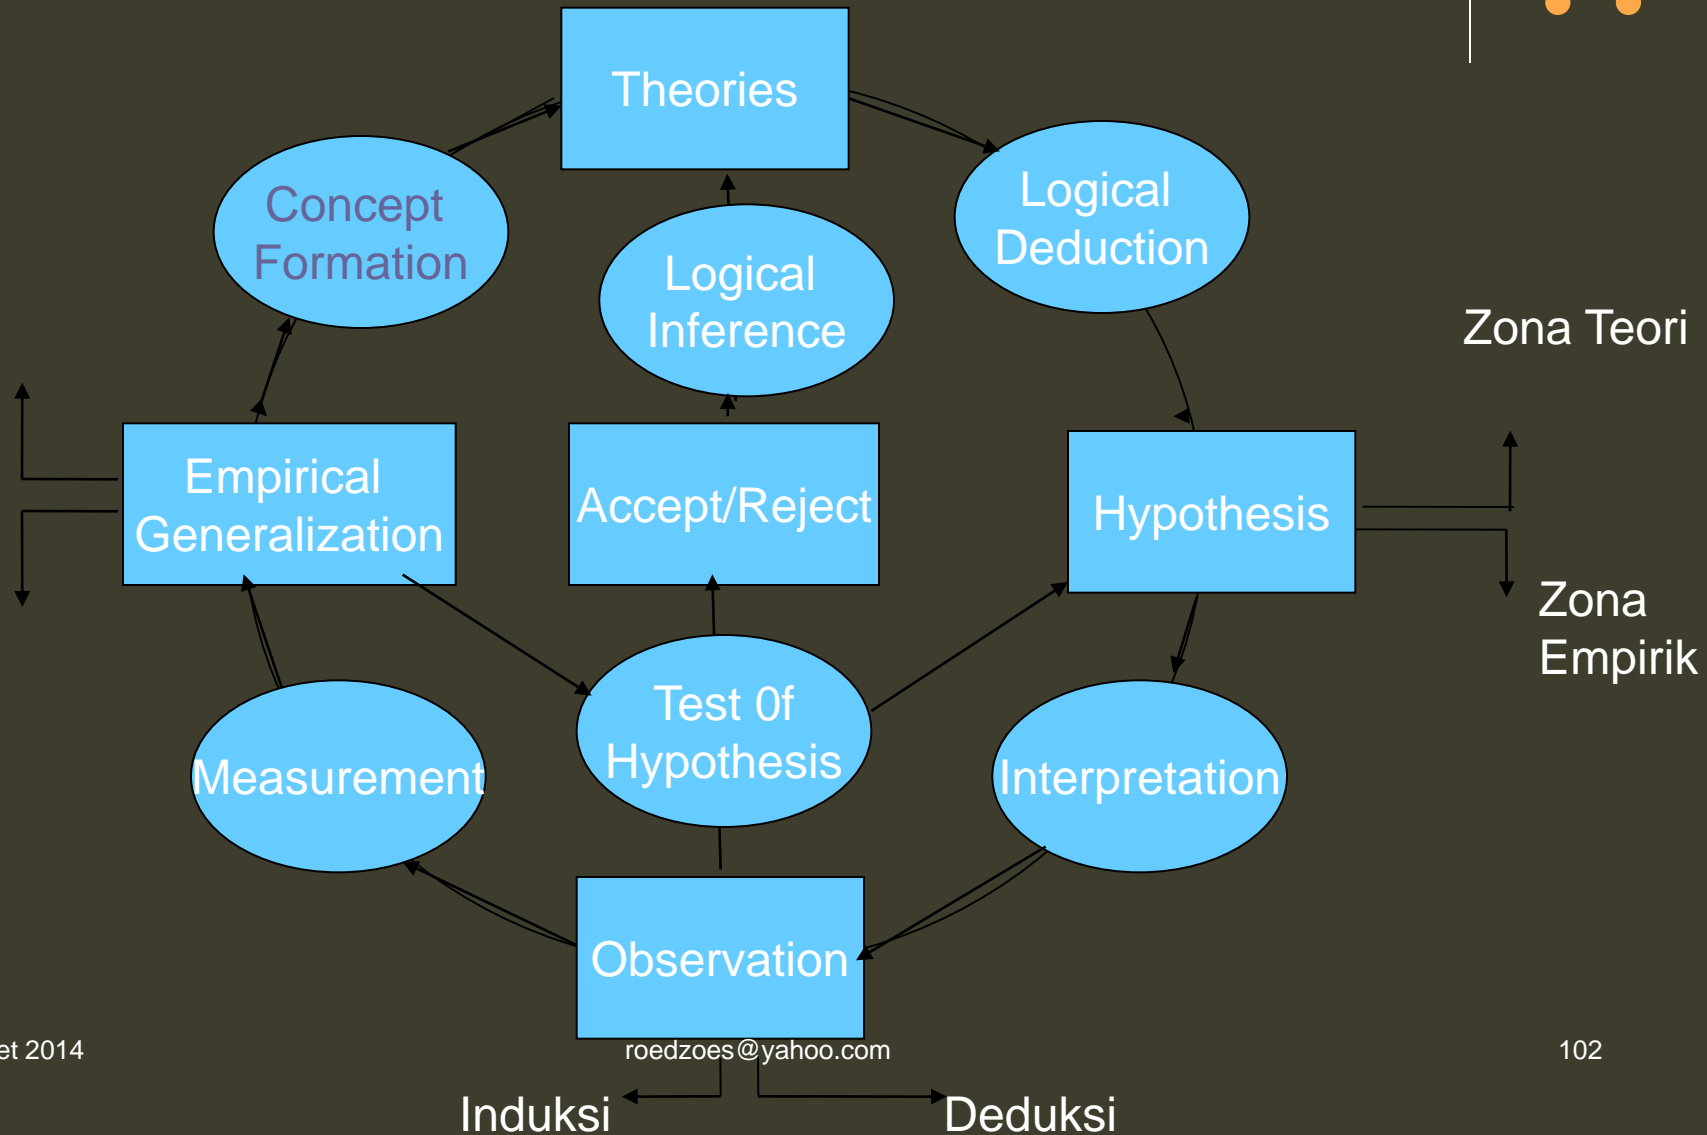 Theories
Concept
Formation
Logical
Deduction
Logical
Inference
Zona Teori
Empirical
Generalization
Accept/Reject
Hypothesis
Zona
Empirik
Measurement
Test 0f
Hypothesis
Interpretation
Observation
et 2014
roedzoes@yahoo.com
102
Induksi
Deduksi